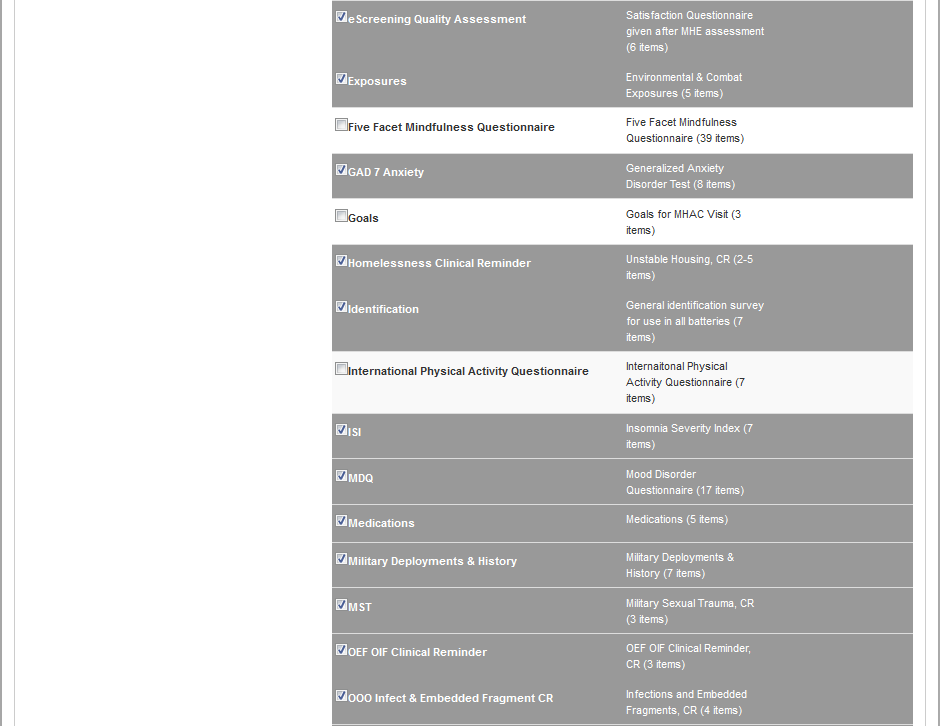 eScreening Quality Assessment
Satisfaction Questionnaire
given after MHE assessment
(6 items)
Exposures
Environmental & Combat
Exposures (5 items)
Five Facet Mindfulness Questionnaire
Five Facet Mindfulness
Questionnaire (39 items)
GAD 7 Anxiety
Generalized Anxiety
Disorder Test (8 items)
Goals
Goals for MHAC Visit (3
items)
Homelessness Clinical Reminder
Unstable Housing, CR (2-5
items)
Identification
General identification survey
for use in all batteries (7
items)
International Physical Activity Questionnaire
Internaitonal Physical
Activity Questionnaire (7
items)
ISI
Insomnia Severity Index (7
items)
MDQ
Mood Disorder
Questionnaire (17 items)
Medications
Medications (5 items)
Military Deployments & History
Military Deployments &
History (7 items)
MST
Military Sexual Trauma, CR
(3 items)
OEF OIF Clinical Reminder
OEF OIF Clinical Reminder,
CR (3 items)
OOO Infect & Embedded Fragment CR
Infections and Embedded
Fragments, CR (4 items)